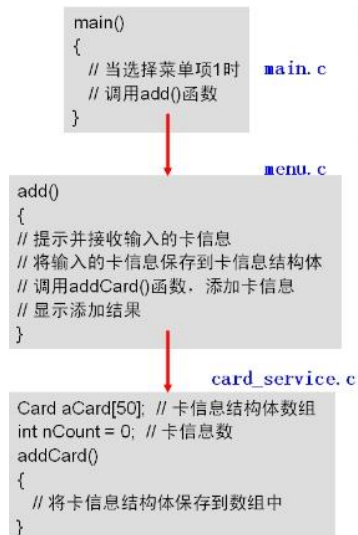 main()
{
// 当选择菜单项1时
// 调用add()函数
}
main.c
menu.c
add()
{
// 提示并接收输入的卡信息
// 将输入的卡信息保存到卡信息结构体
// 调用addCard()函数，添加卡信息
// 显示添加结果
}
card_service.c
Card aCard[50]; // 卡信息结构体数组
int nCount = 0; // 卡信息数
addCard()
{
// 将卡信息结构体保存到数组中
}